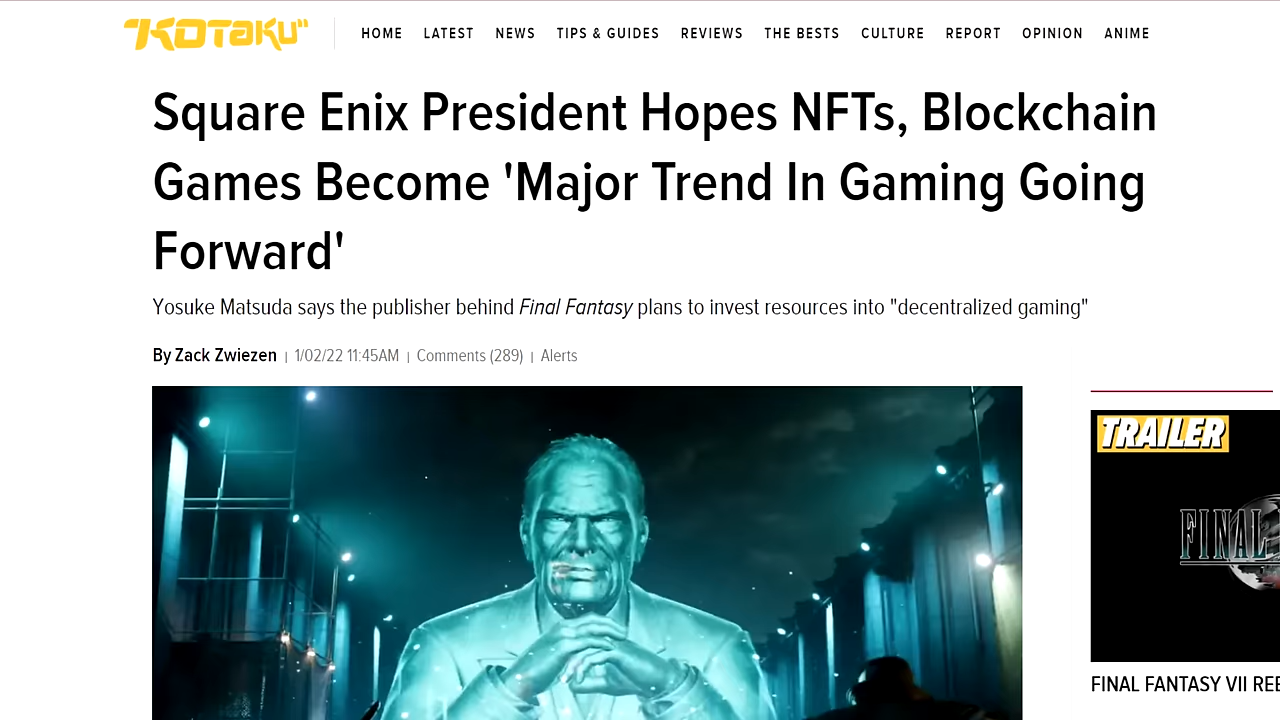 KOTaKU
HOME LATEST NEWS TIPS & GUIDES REVIEWS THE BESTS CULTURE REPORT OPINION ANIME
Square Enix President Hopes NFTs, Blockchain
Games Become 'Major Trend In Gaming Going
Forward'
Yosuke Matsuda says the publisher behind Final Fantasy plans to invest resources into "decentralized gaming"
By Zack Zwiezen | 1/02/22 11:45AM | Comments (289) | Alerts
TRAILER
FINAL
FINAL FANTASY VII REE